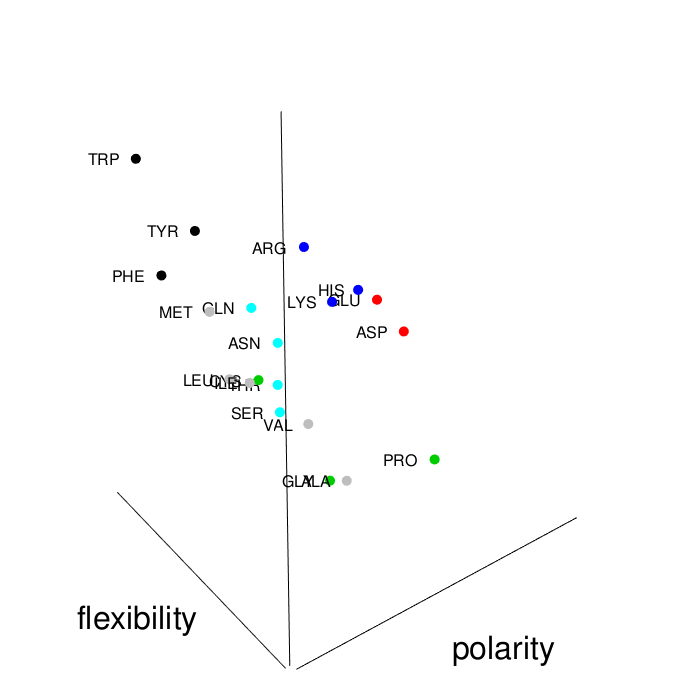 TRP
TYR
ARG
PHE
HIS
GLU
LYS
GLN
MET
ASP
ASN
LEU
CYS
ILE
THR
SER
VAL
PRO
GLY
ALA
flexibility
polarity